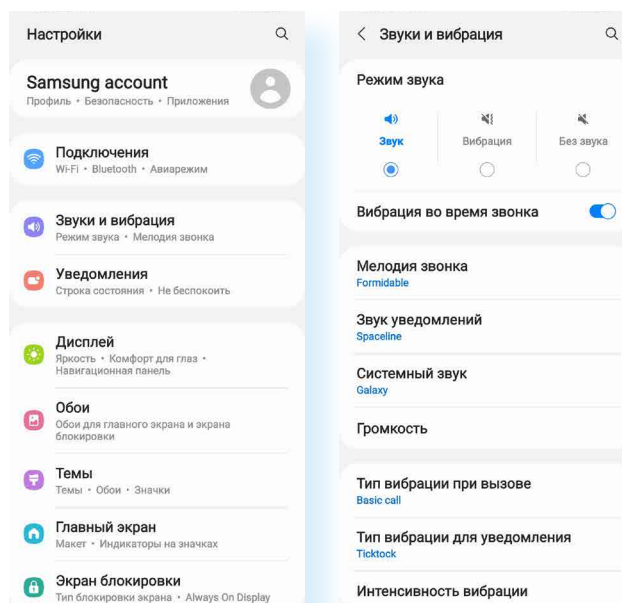 Настройки
Samsung account
Профиль • Безопасность • Приложения
Подключения
Wi-Fi • Bluetooth • Авиарежим
Звуки и вибрация
Режим звука • Мелодия звонка
Уведомления
Строка состояния • Не беспокоить
Дисплей
Яркость • Комфорт для глаз •
Навигационная панель
Обои
Обои для главного экрана и экрана
блокировки
Темы
Темы • Обои • Значки
Главный экран
Макет • Индикаторы на значках
Экран блокировки
Тип блокировки экрана • Always On Display
Звуки и вибрация
Режим звука
Звук
Вибрация
Без звука
Вибрация во время звонка
Мелодия звонка
Formidable
Звук уведомлений
Spaceline
Системный звук
Galaxy
Громкость
Тип вибрации при вызове
Basic call
Тип вибрации для уведомления
Ticktock
Интенсивность вибрации